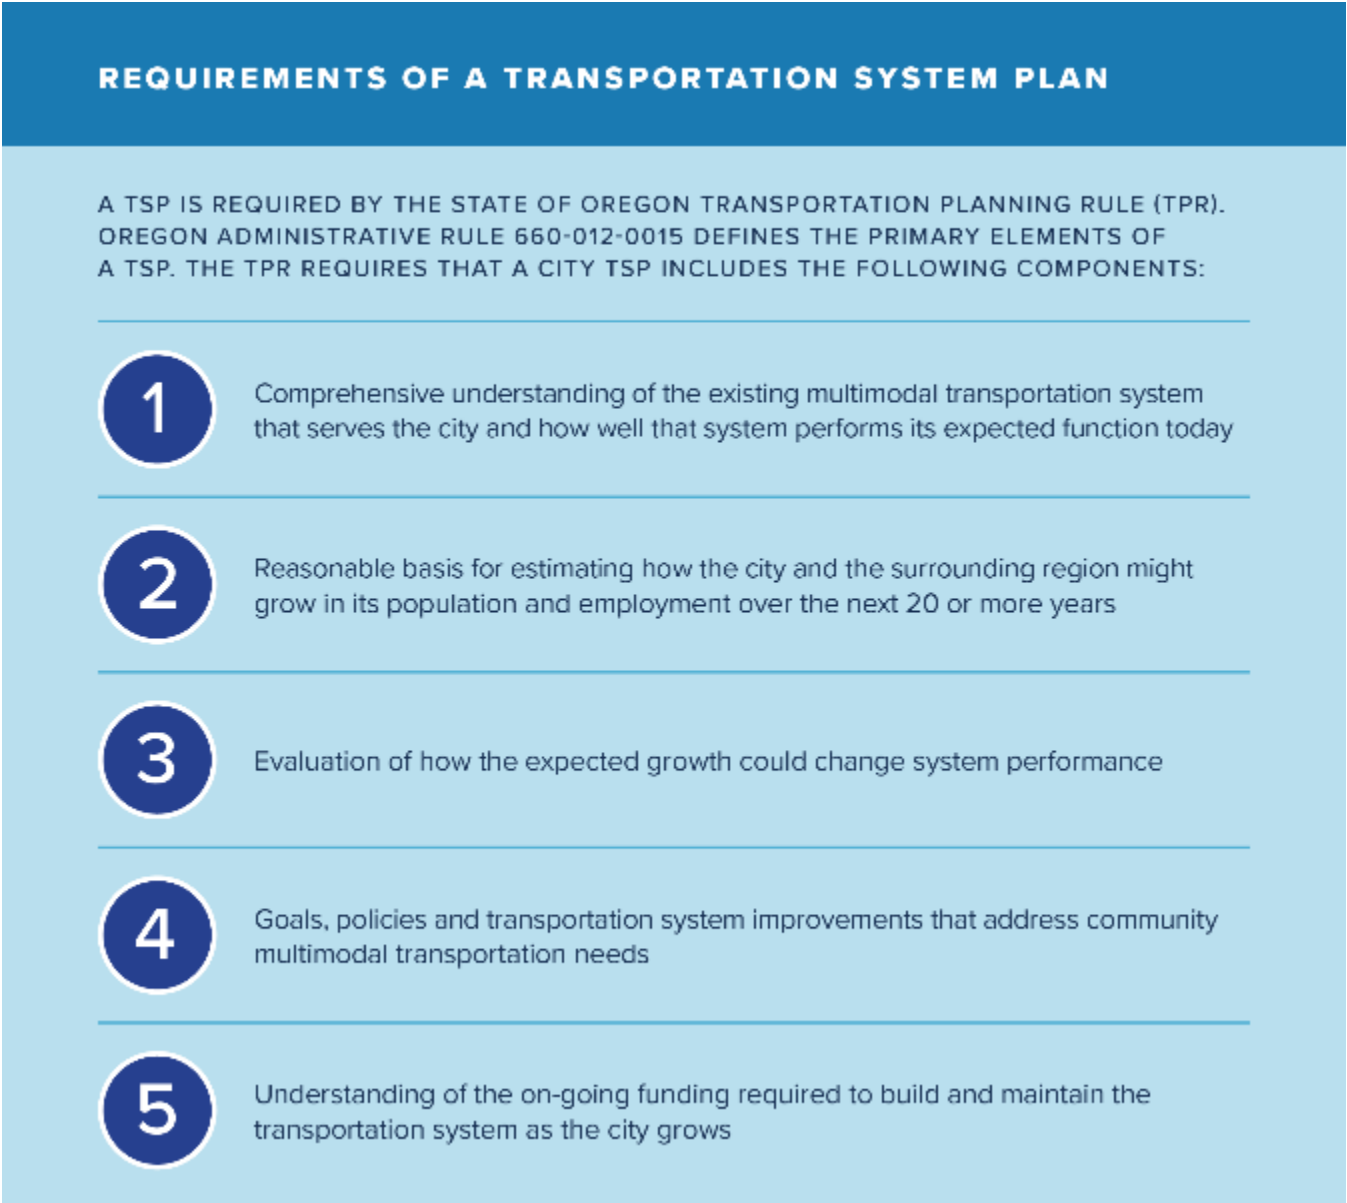 REQUIREMENTS OF A TRANSPORTATION SYSTEM PLAN
A TSP IS REQUIRED BY THE STATE OF OREGON TRANSPORTATION PLANNING RULE (TPR).
OREGON ADMINISTRATIVE RULE 660-012-0015 DEFINES THE PRIMARY ELEMENTS OF
A TSP. THE TPR REQUIRES THAT A CITY TSP INCLUDES THE FOLLOWING COMPONENTS:
1
Comprehensive understanding of the existing multimodal transportation system
that serves the city and how well that system performs its expected function today
2
Reasonable basis for estimating how the city and the surrounding region might
grow in its population and employment over the next 20 or more years
3
Evaluation of how the expected growth could change system performance
4
Goals, policies and transportation system improvements that address community
multimodal transportation needs
5
Understanding of the on-going funding required to build and maintain the
transportation system as the city grows